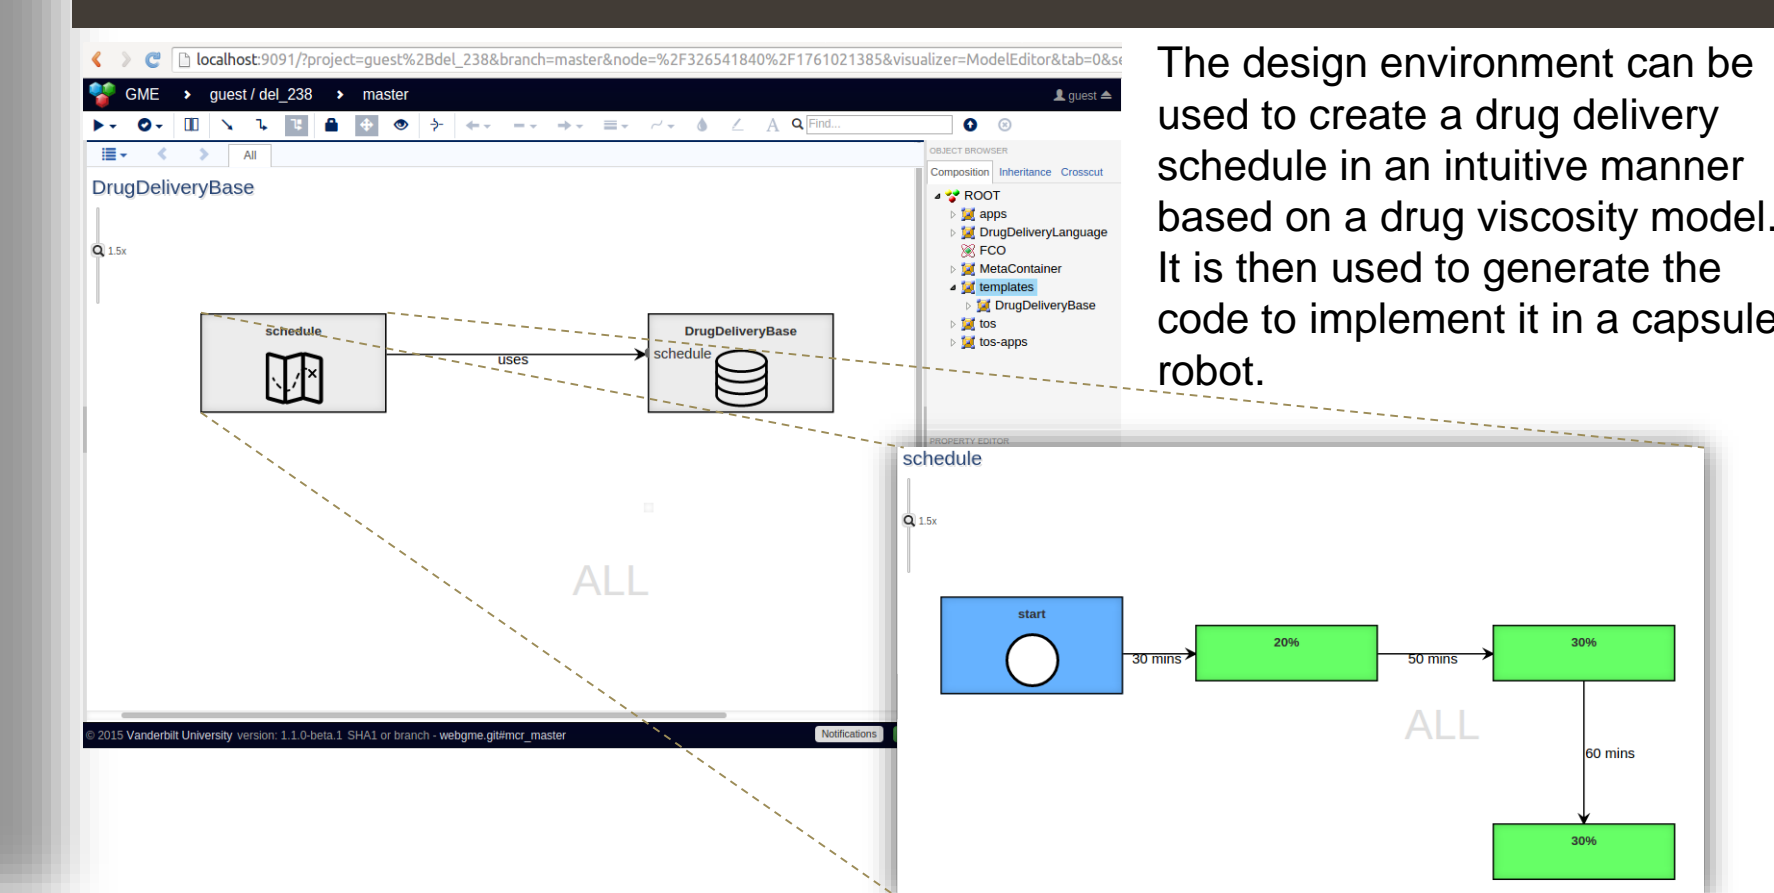 localhost:9091/?project=guest%2Bdel_238&branch=master&node=%2F326541840%2F1761021385&visualizer=ModelEditor&tab=0&se
GME guest / del_238 master guest
A Find...
All
DrugDeliveryBase
1.5x
schedule
uses
DrugDeliveryBase
schedule
ALL
OBJECT BROWSER
Composition Inheritance Crosscut
ROOT
apps
DrugDeliveryLanguage
FCO
MetaContainer
templates
DrugDeliveryBase
tos
tos-apps
PROPERTY EDITOR
© 2015 Vanderbilt University version: 1.1.0-beta.1 SHA1 or branch - webgme.git#mcr_master Notifications
The design environment can be
used to create a drug delivery
schedule in an intuitive manner
based on a drug viscosity model.
It is then used to generate the
code to implement it in a capsule
robot.
schedule
1.5x
start
30 mins
20%
50 mins
30%
ALL
60 mins
30%